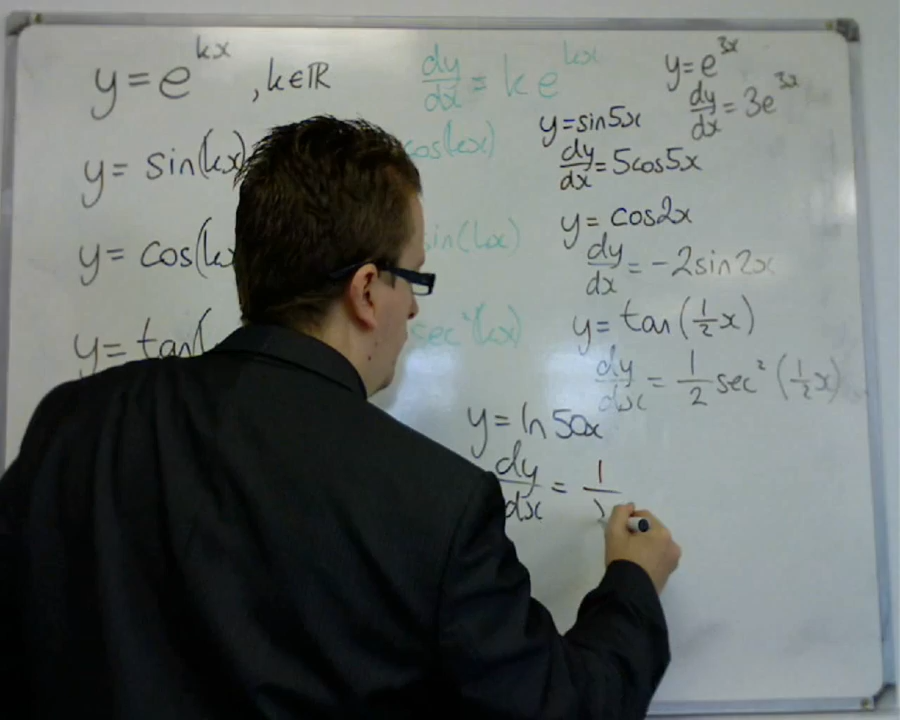 y = e^{kx}, k ∈ ℝ
dy/dx = ke^{kx}
y = sin(kx)
cos(kx)
y = cos(kx
sin(kx)
y = tan(
sec²(kx)
y = e^{3x}
dy/dx = 3e^{3x}
y = sin5x
dy/dx = 5cos5x
y = cos2x
dy/dx = -2sin2x
y = tan(½x)
dy/dx = ½ sec²(½x)
y = ln 50x
dy/dx = 1/x